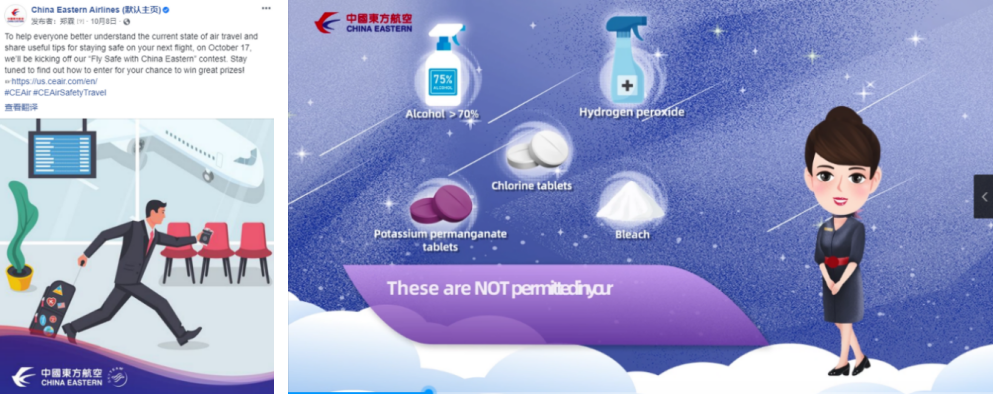 China Eastern Airlines (默认主页)
发布者：郑霖 · 10月8日 ·
To help everyone better understand the current state of air travel and
share useful tips for staying safe on your next flight, on October 17,
we'll be kicking off our "Fly Safe with China Eastern" contest. Stay
tuned to find out how to enter for your chance to win great prizes!
https://us.ceair.com/en/
#CEAir #CEAirSafetyTravel
查看翻译
中國東方航空
CHINA EASTERN
中國東方航空
CHINA EASTERN
75%
ALCOHOL
Alcohol >70%
Hydrogen peroxide
Chlorine tablets
Potassium permanganate
tablets
Bleach
These are NOT permitted in your